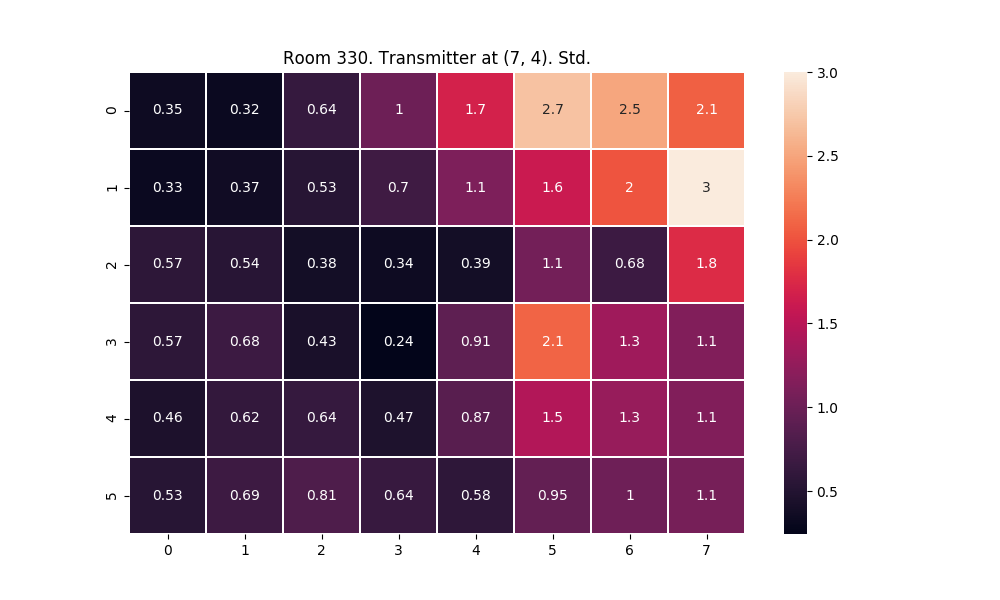 Room 330. Transmitter at (7, 4). Std.
0 0.35 0.32 0.64 1 1.7 2.7 2.5 2.1
1 0.33 0.37 0.53 0.7 1.1 1.6 2 3
2 0.57 0.54 0.38 0.34 0.39 1.1 0.68 1.8
3 0.57 0.68 0.43 0.24 0.91 2.1 1.3 1.1
4 0.46 0.62 0.64 0.47 0.87 1.5 1.3 1.1
5 0.53 0.69 0.81 0.64 0.58 0.95 1 1.1
0 1 2 3 4 5 6 7
3.0
2.5
2.0
1.5
1.0
0.5